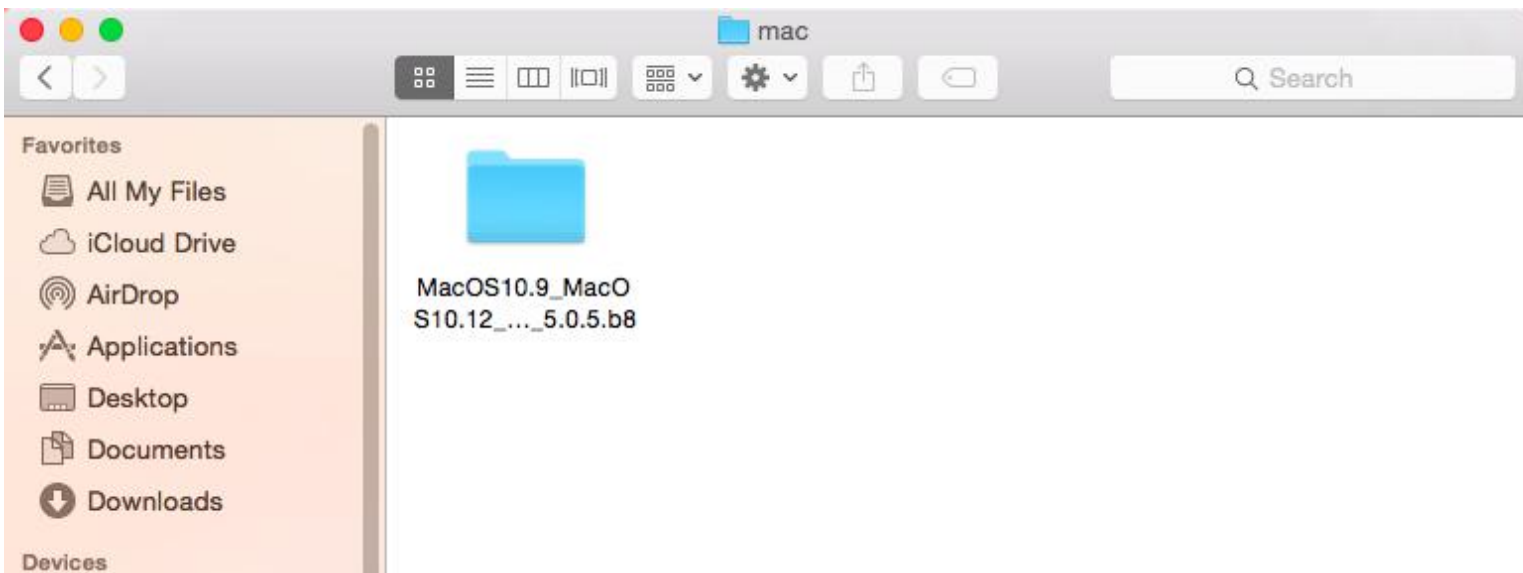 mac
Search
Favorites
All My Files
iCloud Drive
AirDrop
Applications
Desktop
Documents
Downloads
Devices
MacOS10.9_MacO
S10.12_..._5.0.5.b8